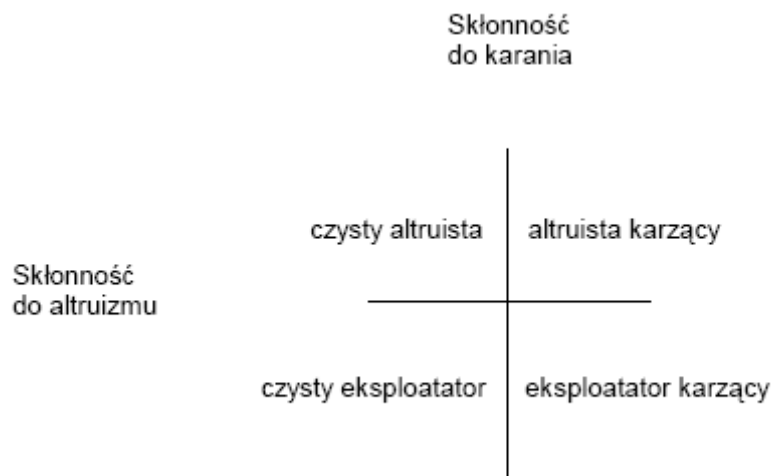 Skłonność
do karania
czysty altruista
altruista karzący
Skłonność
do altruizmu
czysty eksploatator
eksploatator karzący